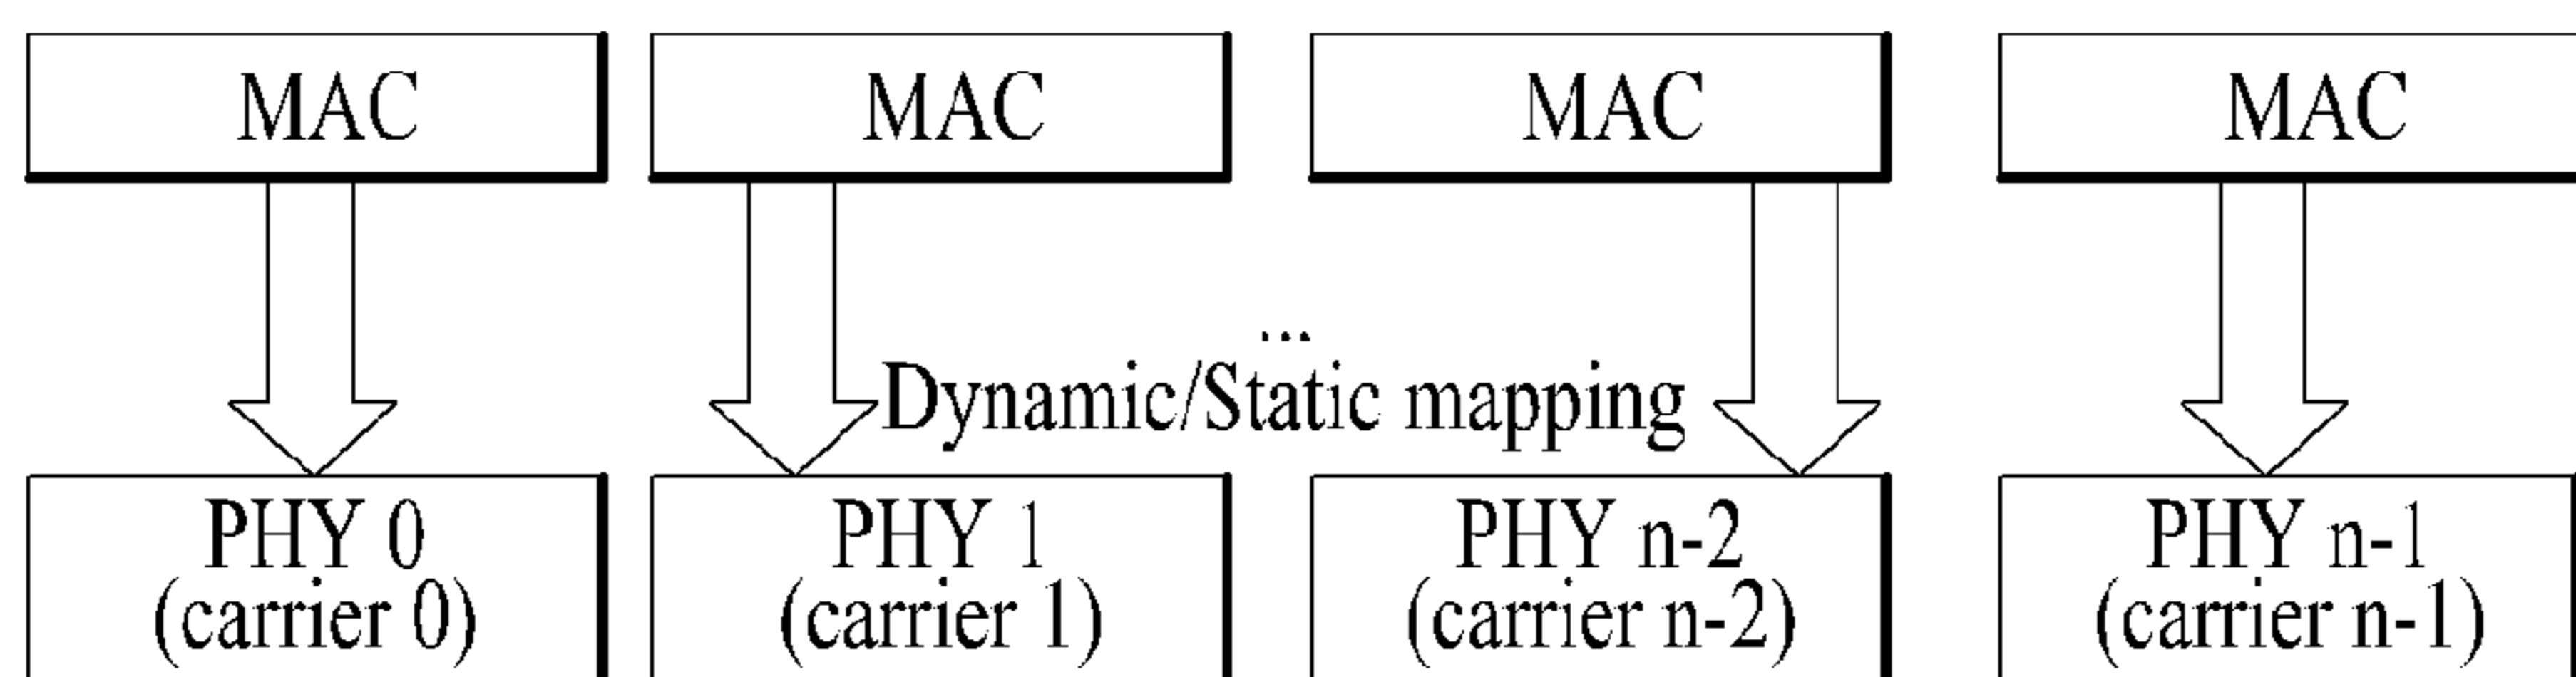 MAC
MAC
MAC
MAC
...
Dynamic/Static mapping
PHY 0
(carrier 0)
PHY 1
(carrier 1)
PHY n-2
(carrier n-2)
PHY n-1
(carrier n-1)